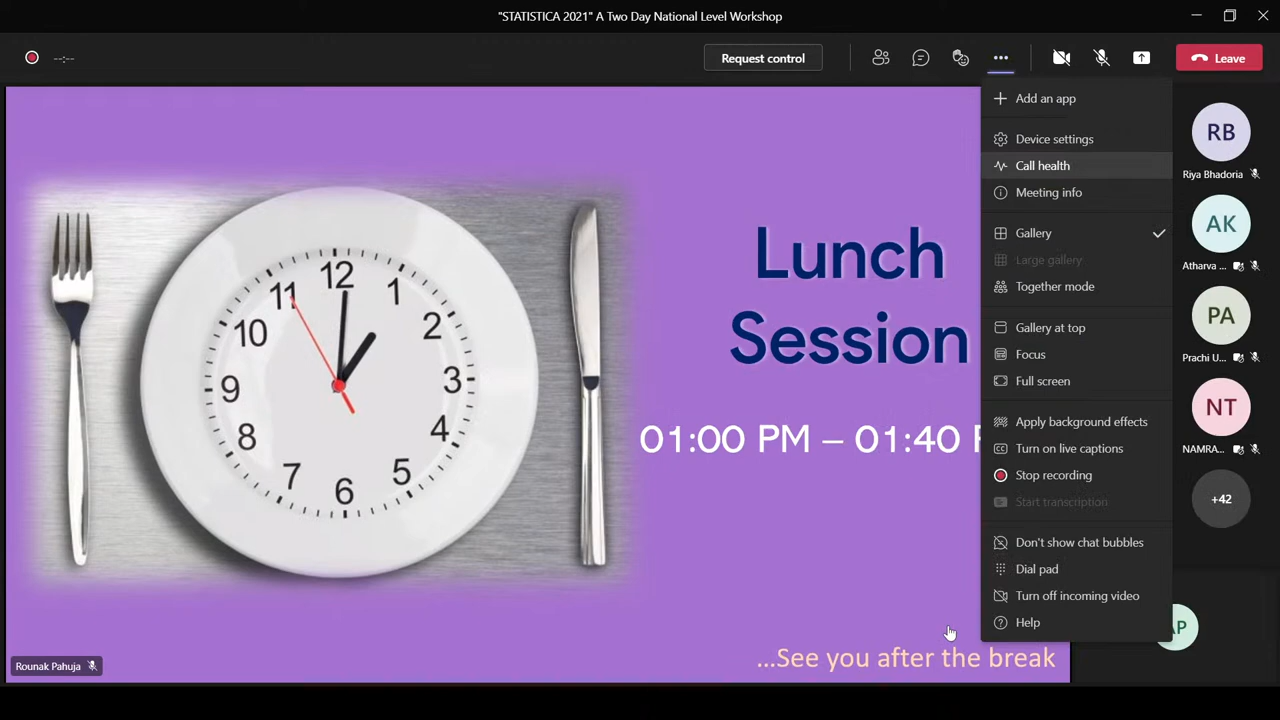 "STATISTICA 2021" A Two Day National Level Workshop
--:--
Request control
Leave
Add an app
Device settings
Call health
Meeting info
Gallery
Large gallery
Together mode
Gallery at top
Focus
Full screen
Apply background effects
CC Turn on live captions
Stop recording
Start transcription
Don't show chat bubbles
Dial pad
Turn off incoming video
Help
RB
Riya Bhadoria
AK
Atharva ...
PA
Prachi U...
NT
NAMRA...
+42
Lunch
Session
01:00 PM – 01:40
...See you after the break
12
1
2
3
4
5
6
7
8
9
10
11
Rounak Pahuja